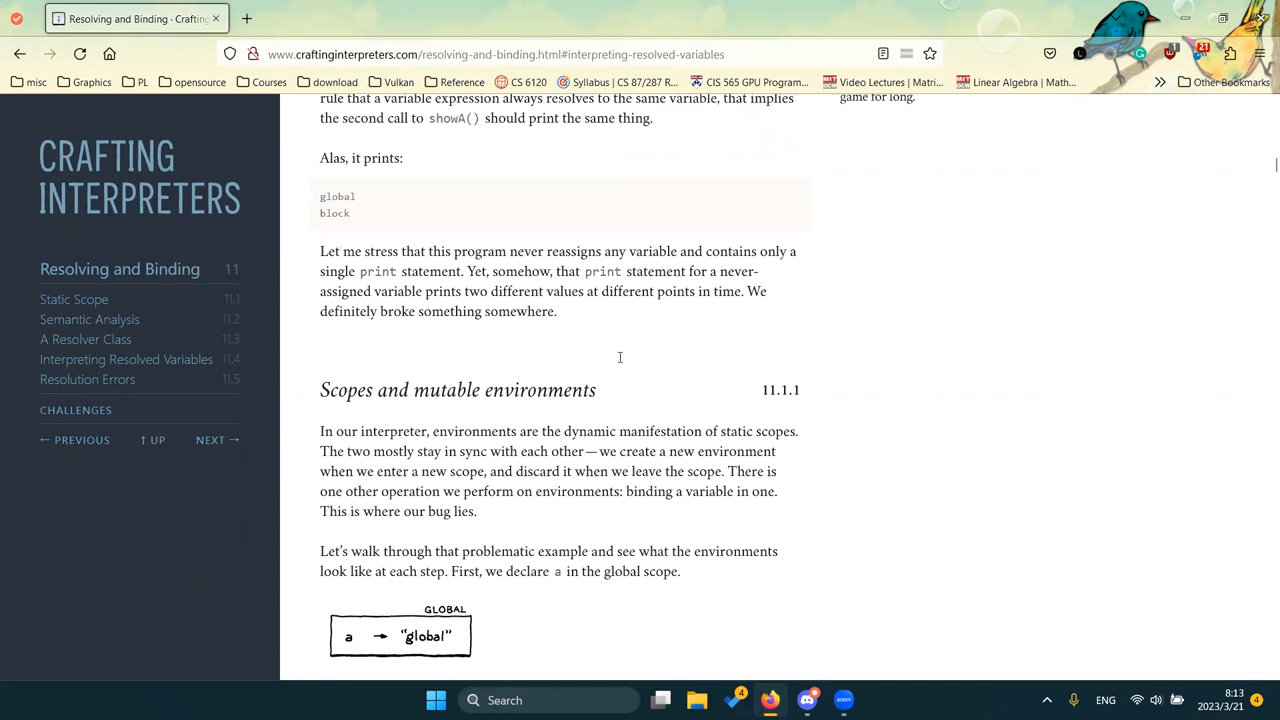 Resolving and Binding · Crafting
www.craftinginterpreters.com/resolving-and-binding.html#interpreting-resolved-variables
1
21
misc
Graphics
PL
opensource
Courses
download
Vulkan
Reference
CS 6120
Syllabus | CS 87/287 R...
CIS 565 GPU Program...
Video Lectures | Matri...
Linear Algebra | Math...
Other Bookmarks
CRAFTING
INTERPRETERS
Resolving and Binding 11
Static Scope 11.1
Semantic Analysis 11.2
A Resolver Class 11.3
Interpreting Resolved Variables 11.4
Resolution Errors 11.5
CHALLENGES
← PREVIOUS ↑ UP NEXT →
rule that a variable expression always resolves to the same variable, that implies
the second call to showA() should print the same thing.
game for long.
Alas, it prints:
global
block
Let me stress that this program never reassigns any variable and contains only a
single print statement. Yet, somehow, that print statement for a never-
assigned variable prints two different values at different points in time. We
definitely broke something somewhere.
Scopes and mutable environments 11.1.1
In our interpreter, environments are the dynamic manifestation of static scopes.
The two mostly stay in sync with each other—we create a new environment
when we enter a new scope, and discard it when we leave the scope. There is
one other operation we perform on environments: binding a variable in one.
This is where our bug lies.
Let's walk through that problematic example and see what the environments
look like at each step. First, we declare a in the global scope.
GLOBAL
a → "global"
Search
4
ENG
8:13
2023/3/21
4